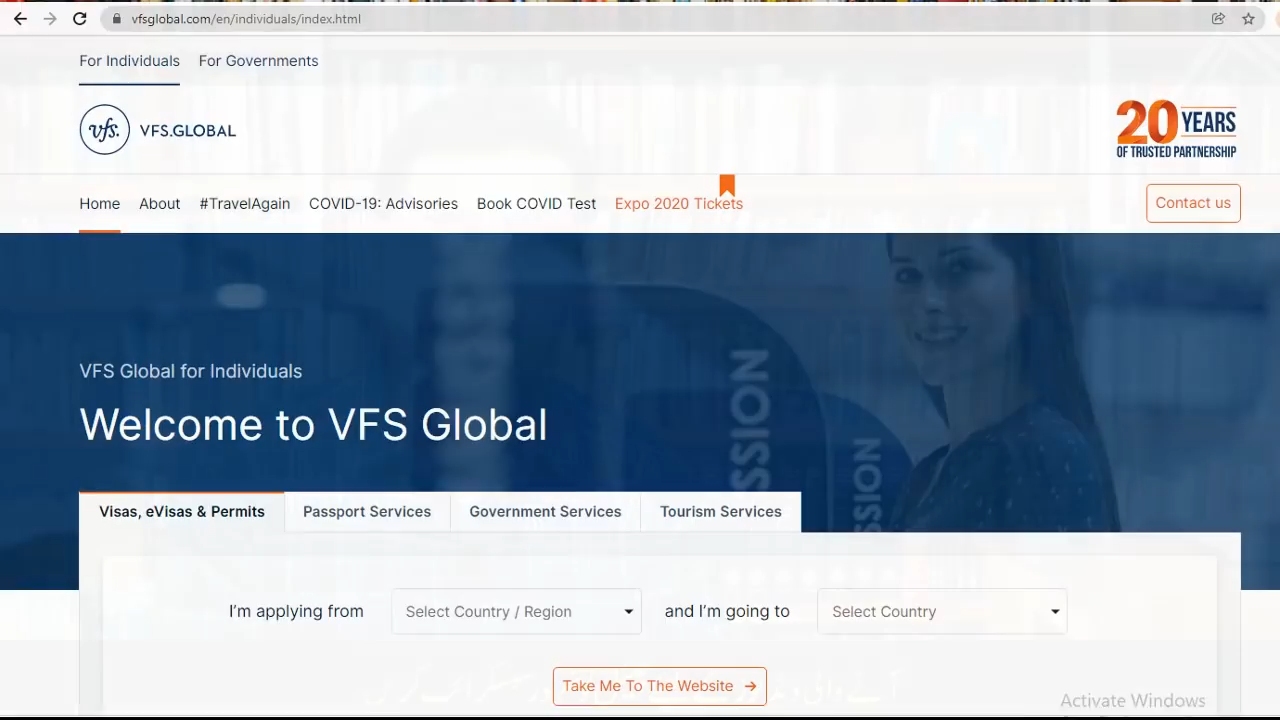 vfsglobal.com/en/individuals/index.html
For Individuals For Governments
vfs. VFS.GLOBAL
20 YEARS
OF TRUSTED PARTNERSHIP
Home About #TravelAgain COVID-19: Advisories Book COVID Test Expo 2020 Tickets Contact us
SSION
SSION
VFS Global for Individuals
Welcome to VFS Global
Visas, eVisas & Permits Passport Services Government Services Tourism Services
I'm applying from Select Country / Region and I'm going to Select Country
Take Me To The Website →
Activate Windows